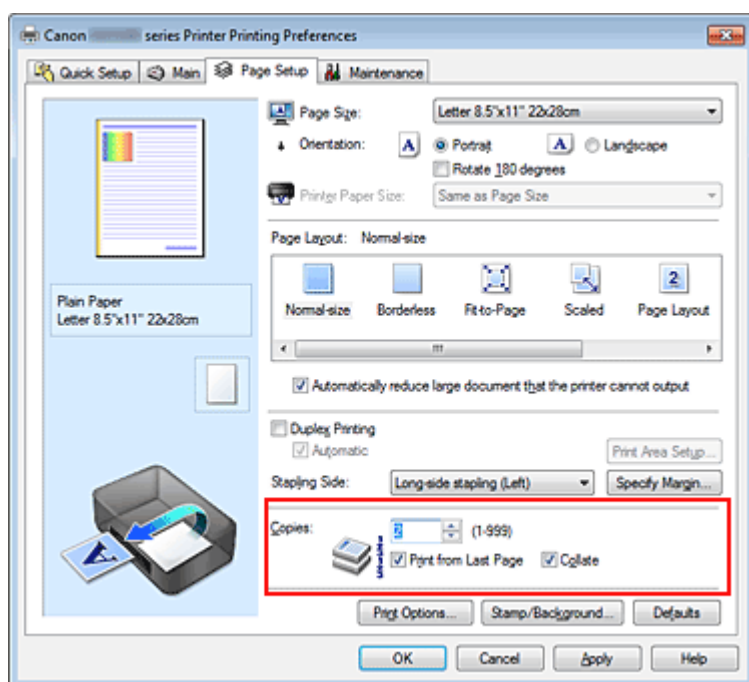 Canon series Printer Printing Preferences
Quick Setup Main Page Setup Maintenance
Page Size: Letter 8.5"x11" 22x28cm
Orientation: A Portrait A Landscape
Rotate 180 degrees
Printer Paper Size: Same as Page Size
Page Layout: Normal-size
2
Normal-size Borderless Fit-to-Page Scaled Page Layout
Plain Paper
Letter 8.5"x11" 22x28cm
Automatically reduce large document that the printer cannot output
Duplex Printing
Automatic
Print Area Setup...
Stapling Side: Long-side stapling (Left) Specify Margin...
Copies: 2 (1-999)
Print from Last Page Collate
A
Print Options... Stamp/Background... Defaults
OK Cancel Apply Help